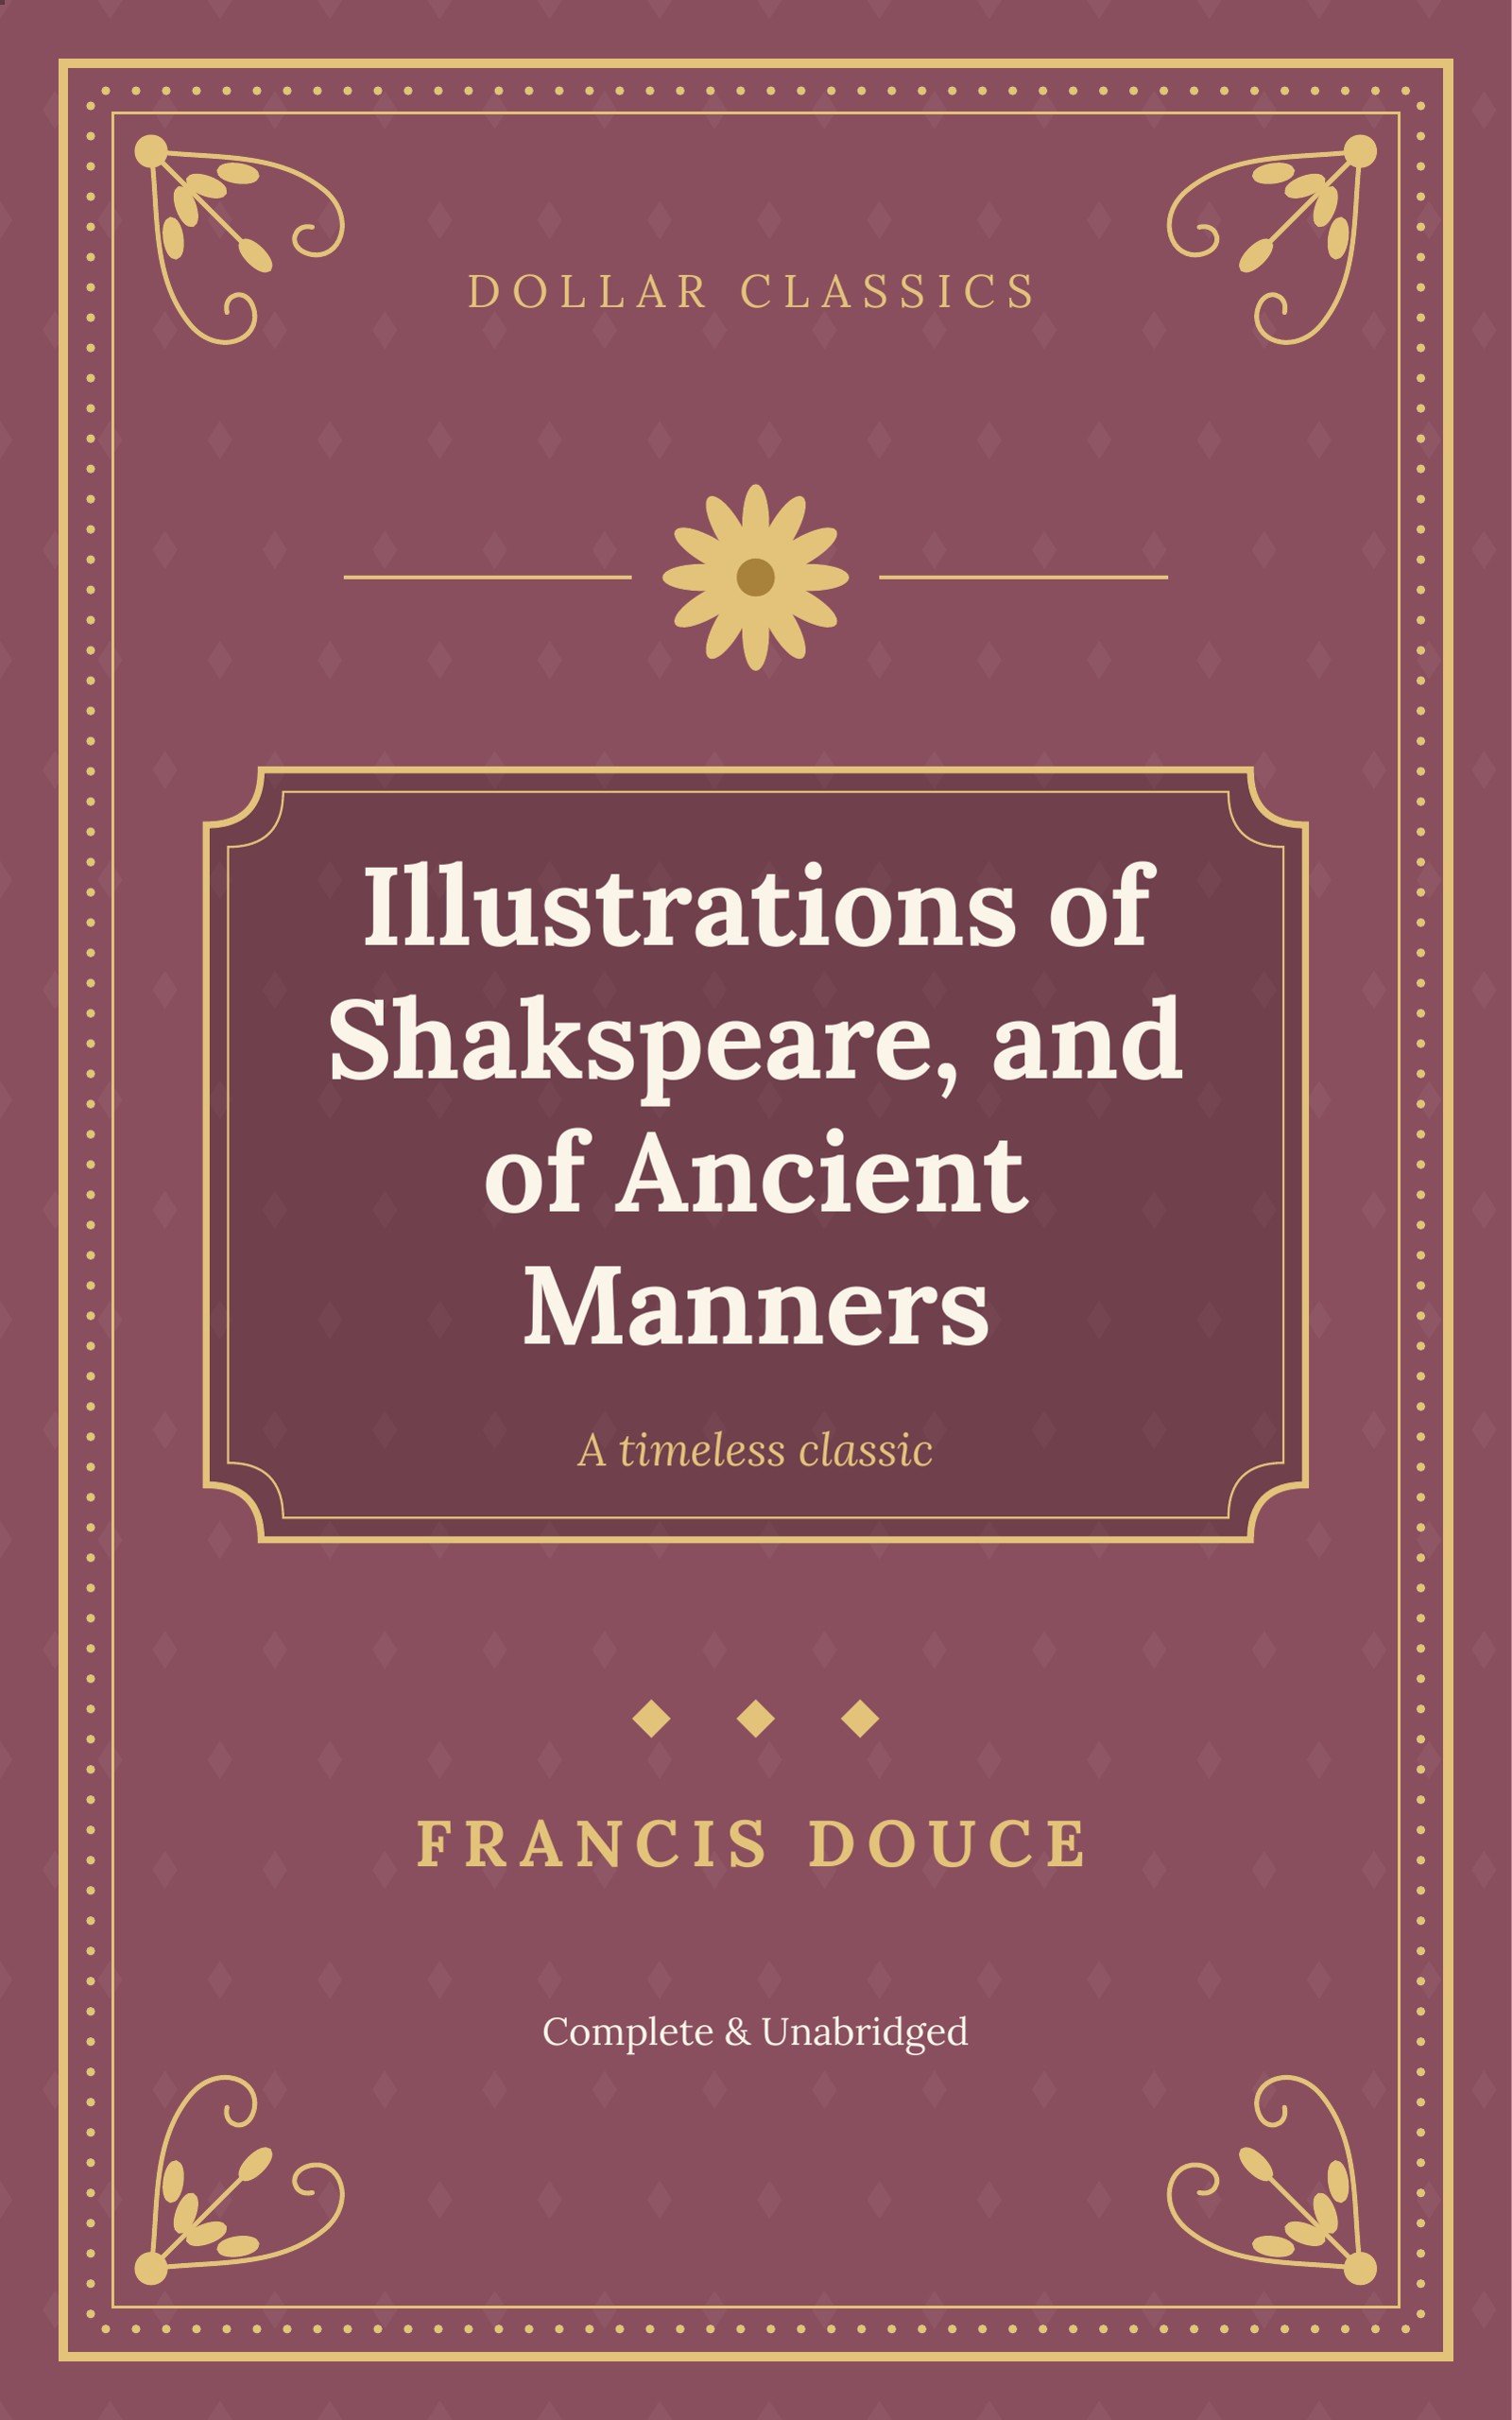 DOLLAR CLASSICS
Illustrations of
Shakspeare, and
of Ancient
Manners
A timeless classic
FRANCIS DOUCE
Complete & Unabridged